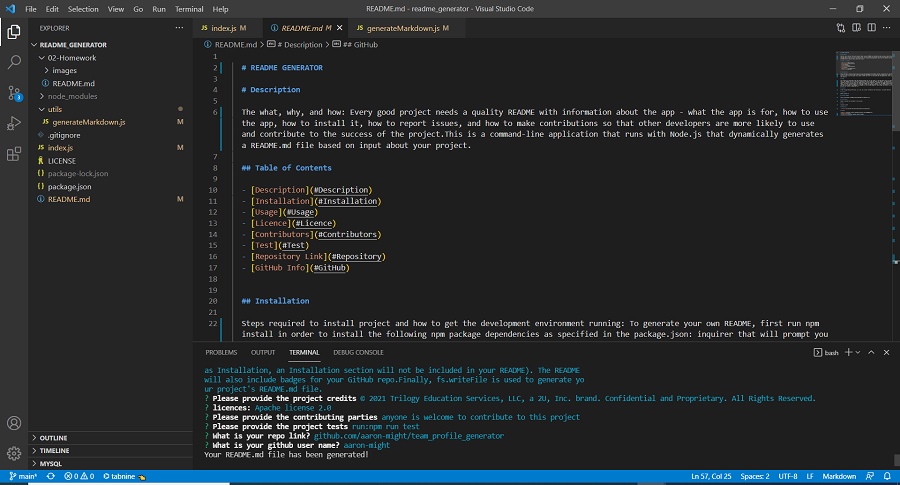 File Edit Selection View Go Run Terminal Help README.md - readme_generator - Visual Studio Code
EXPLORER
README_GENERATOR
02-Homework
images
README.md
node_modules
utils
generateMarkdown.js M
.gitignore
index.js M
LICENSE
package-lock.json
package.json
README.md M
OUTLINE
TIMELINE
MYSQL
index.js M README.md M generateMarkdown.js M
README.md > # Description > ## GitHub
1
2 # README GENERATOR
3
4 # Description
5
6 The what, why, and how: Every good project needs a quality README with information about the app - what the app is for, how to use
the app, how to install it, how to report issues, and how to make contributions so that other developers are more likely to use
and contribute to the success of the project.This is a command-line application that runs with Node.js that dynamically generates
a README.md file based on input about your project.
7
8 ## Table of Contents
9
10 - [Description](#Description)
11 - [Installation](#Installation)
12 - [Usage](#Usage)
13 - [Licence](#Licence)
14 - [Contributors](#Contributors)
15 - [Test](#Test)
16 - [Repository Link](#Repository)
17 - [GitHub Info](#GitHub)
18
19
20 ## Installation
21
22 Steps required to install project and how to get the development environment running: To generate your own README, first run npm
install in order to install the following npm package dependencies as specified in the package.json: inquirer that will prompt you
PROBLEMS OUTPUT TERMINAL DEBUG CONSOLE bash
as Installation, an Installation section will not be included in your README). The README
will also include badges for your GitHub repo.Finally, fs.writeFile is used to generate yo
ur project's README.md file.
? Please provide the project credits © 2021 Trilogy Education Services, LLC, a 2U, Inc. brand. Confidential and Proprietary. All Rights Reserved.
? licences: Apache license 2.0
? Please provide the contributing parties anyone is welcome to contribute to this project
? Please provide the project tests run:npm run test
? What is your repo link? github.com/aaron-might/team_profile_generator
? What is your github user name? aaron-might
Your README.md file has been generated!
main* 0 0 tabnine Ln 57, Col 25 Spaces: 2 UTF-8 LF Markdown